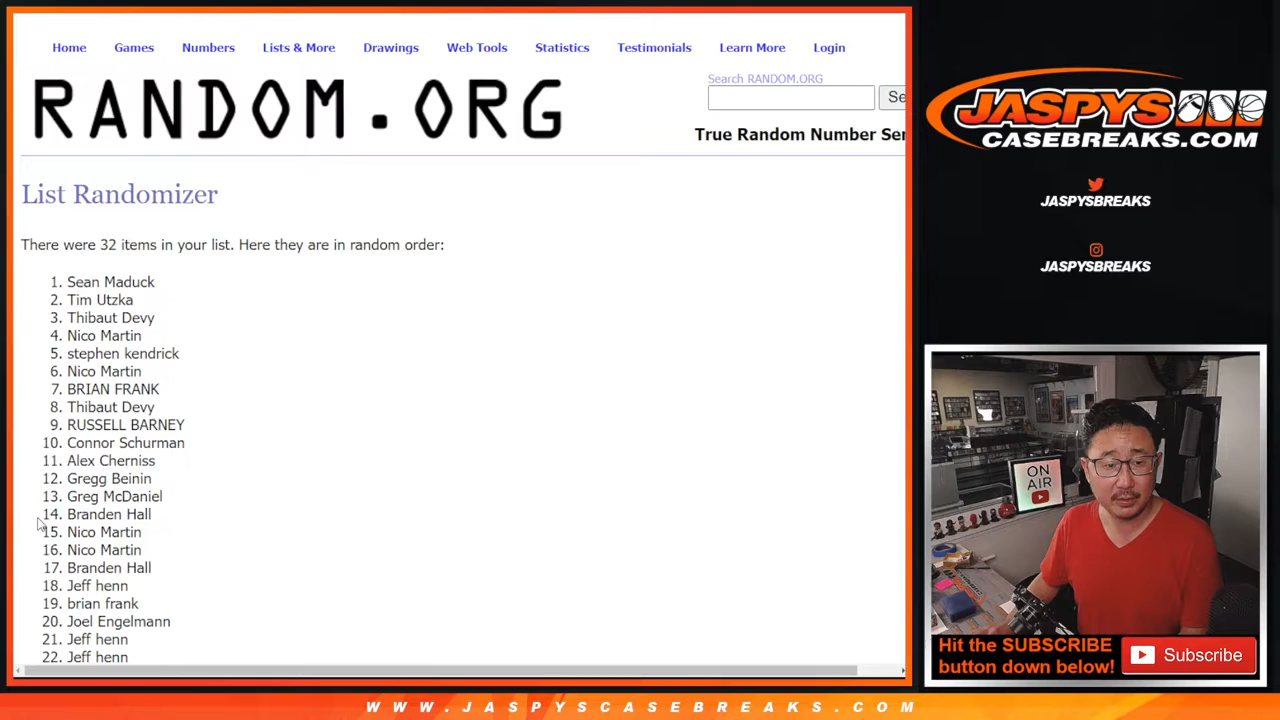 Home Games Numbers Lists & More Drawings Web Tools Statistics Testimonials Learn More Login
RANDOM.ORG
Search RANDOM.ORG
Se
True Random Number Ser
List Randomizer
There were 32 items in your list. Here they are in random order:
1. Sean Maduck
2. Tim Utzka
3. Thibaut Devy
4. Nico Martin
5. stephen kendrick
6. Nico Martin
7. BRIAN FRANK
8. Thibaut Devy
9. RUSSELL BARNEY
10. Connor Schurman
11. Alex Cherniss
12. Gregg Beinin
13. Greg McDaniel
14. Branden Hall
15. Nico Martin
16. Nico Martin
17. Branden Hall
18. Jeff henn
19. brian frank
20. Joel Engelmann
21. Jeff henn
22. Jeff henn
JASPYS
CASEBREAKS.COM
JASPYSBREAKS
JASPYSBREAKS
ON
AIR
Hit the SUBSCRIBE
button down below!
Subscribe
WWW.JASPYSCASEBREAKS.COM